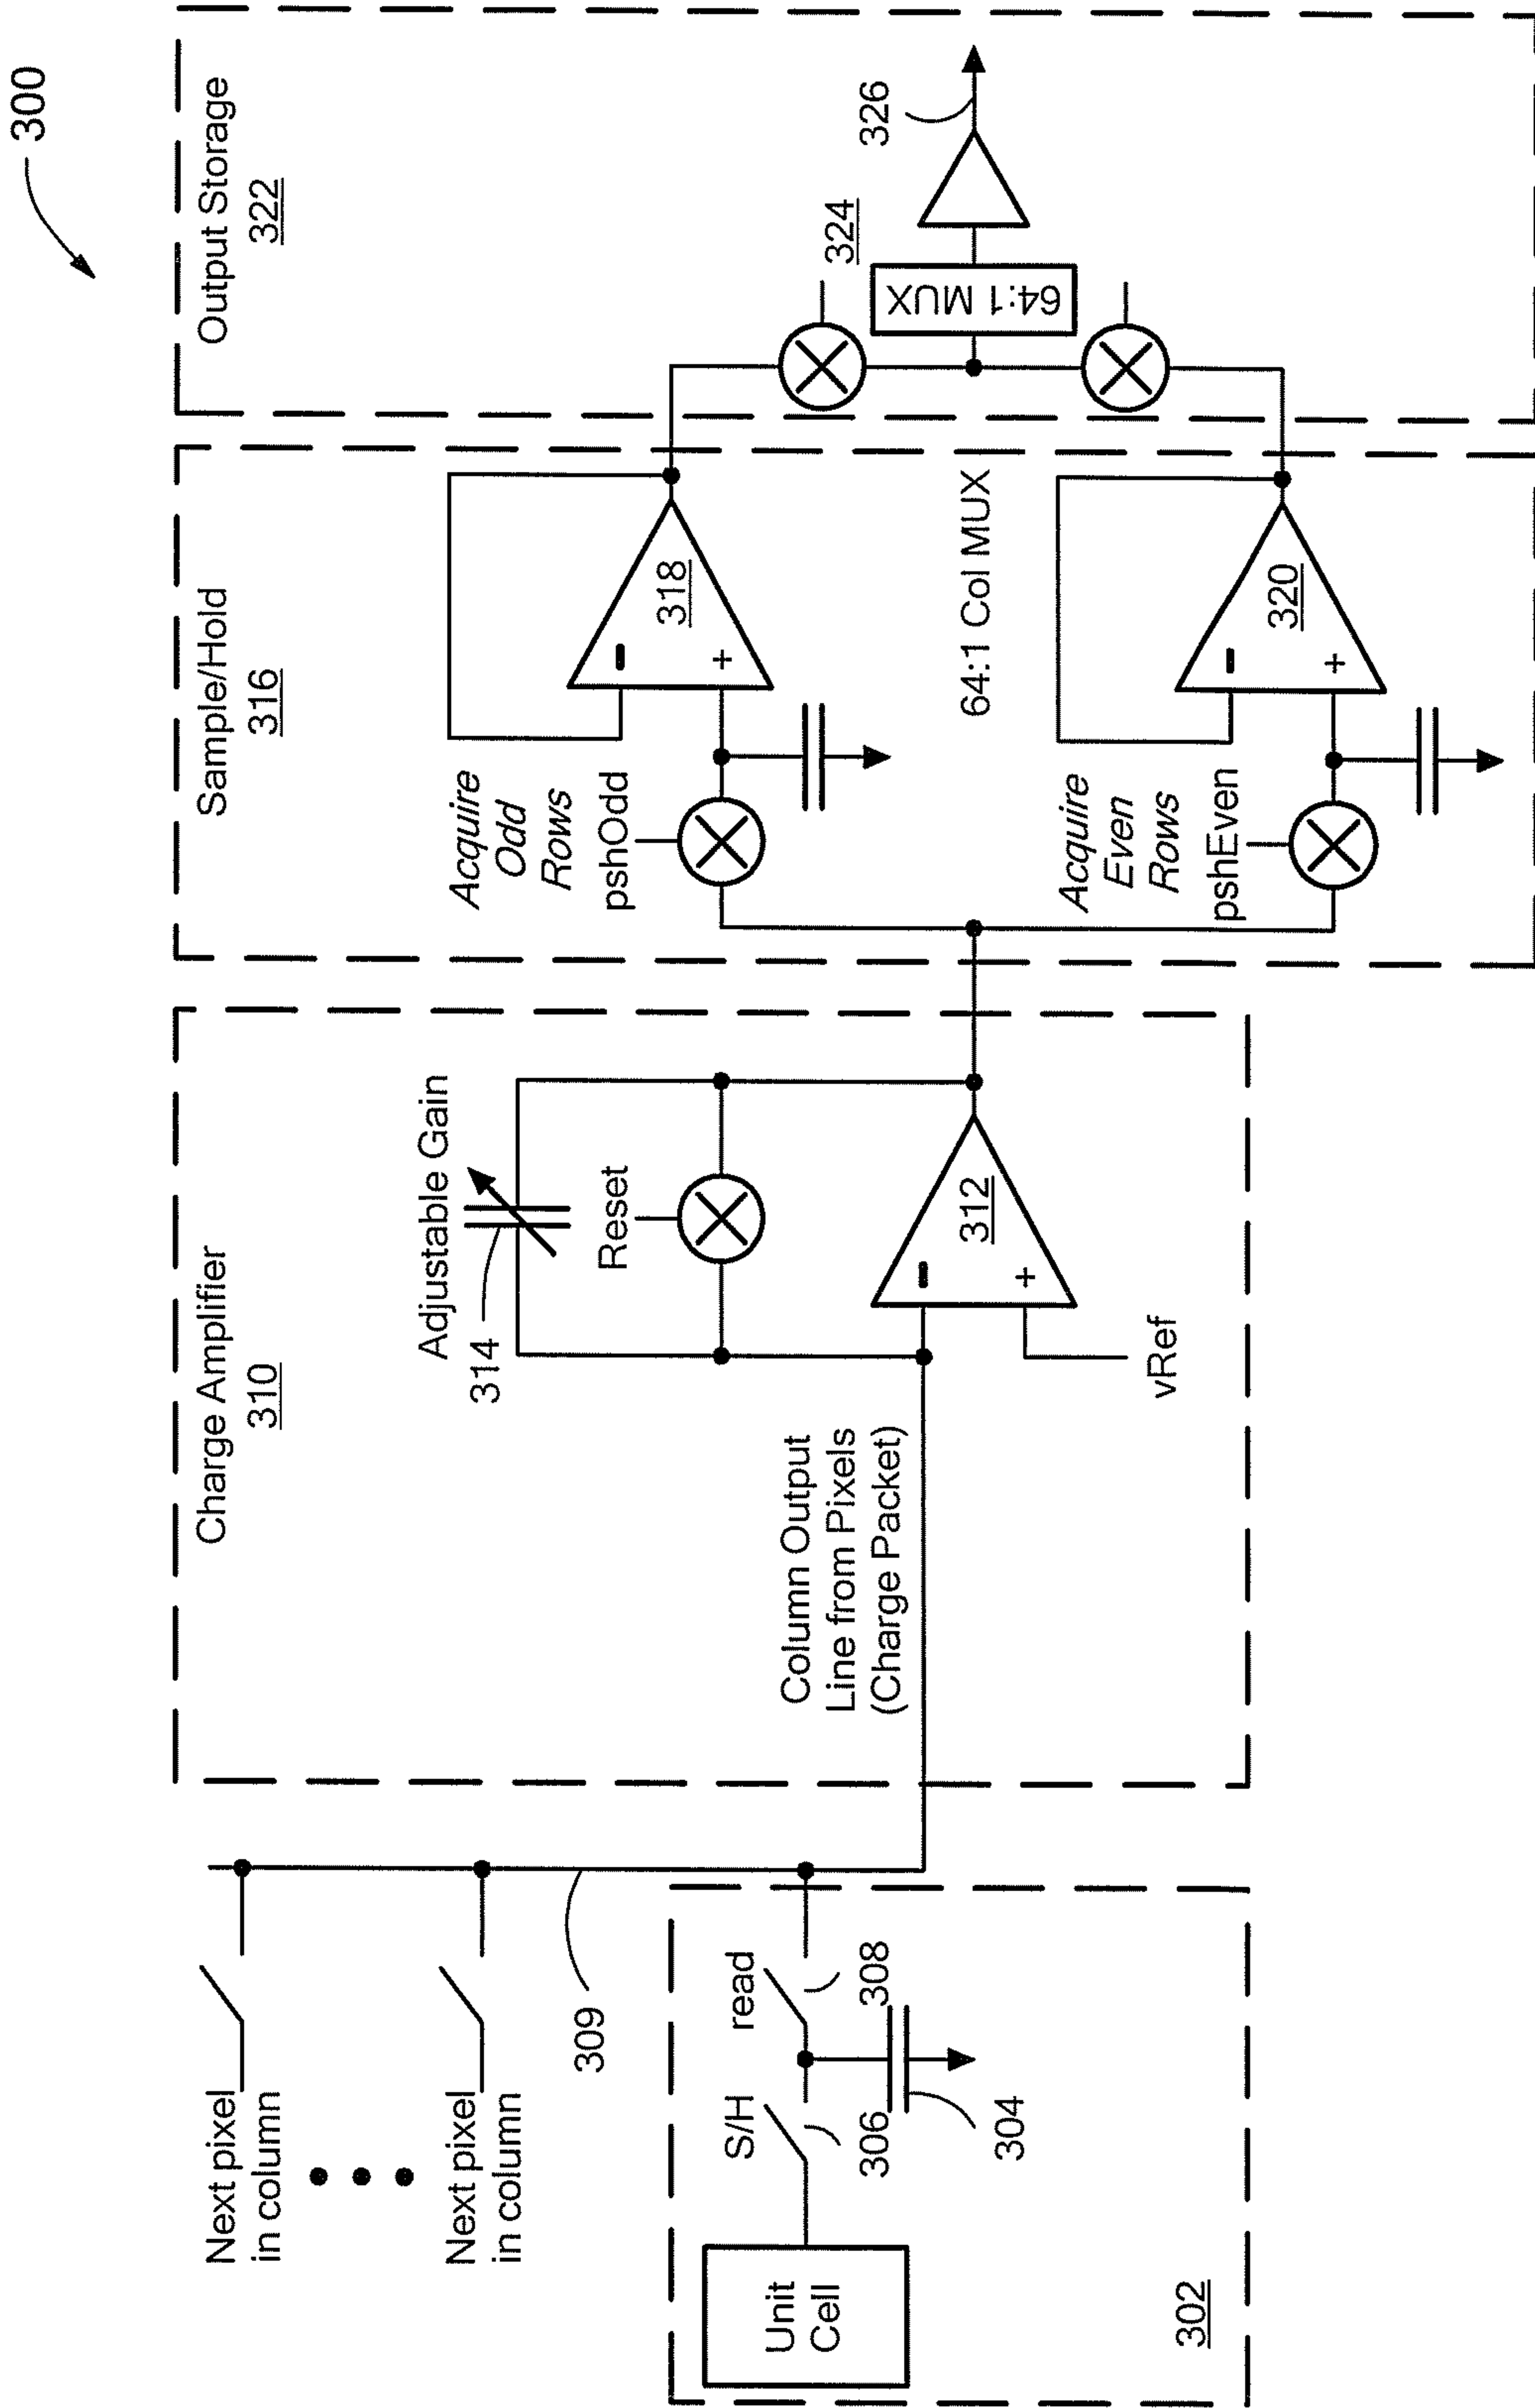 300
Output Storage
322
324
326
64:1 MUX
Sample/Hold
316
Acquire
Odd
Rows
pshOdd
318
-
+
64:1 Col MUX
Acquire
Even
Rows
pshEven
320
-
+
Charge Amplifier
310
Adjustable Gain
314
Reset
312
-
+
vRef
Column Output
Line from Pixels
(Charge Packet)
Next pixel
in column
Next pixel
in column
309
S/H
read
306
308
304
Unit
Cell
302